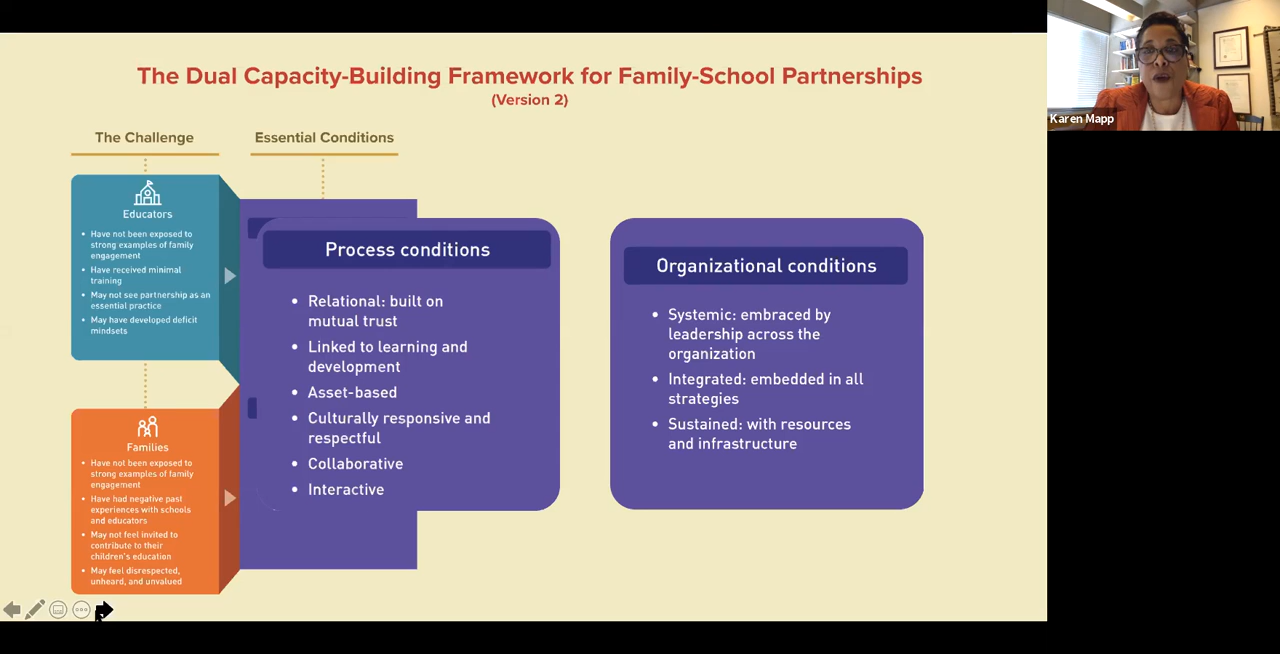 The Dual Capacity-Building Framework for Family-School Partnerships
(Version 2)
The Challenge
Essential Conditions
Educators
• Have not been exposed to
strong examples of family
engagement
• Have received minimal
training
• May not see partnership as an
essential practice
• May have developed deficit
mindsets
Families
• Have not been exposed to
strong examples of family
engagement
• Have had negative past
experiences with schools
and educators
• May not feel invited to
contribute to their
children's education
• May feel disrespected,
unheard, and unvalued
Process conditions
• Relational: built on
mutual trust
• Linked to learning and
development
• Asset-based
• Culturally responsive and
respectful
• Collaborative
• Interactive
Organizational conditions
• Systemic: embraced by
leadership across the
organization
• Integrated: embedded in all
strategies
• Sustained: with resources
and infrastructure
Karen Mapp